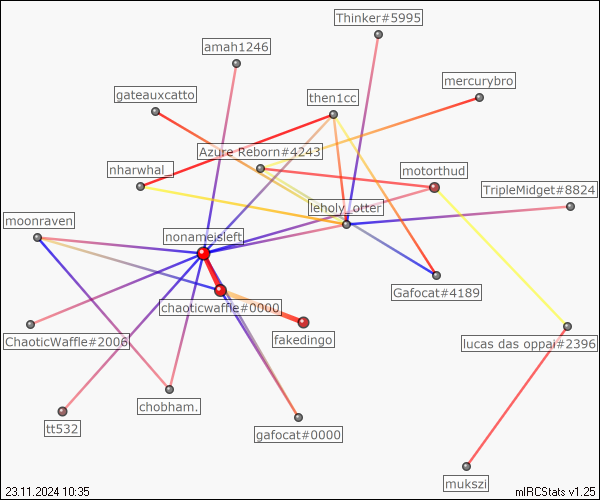 Thinker#5995
amah1246
mercurybro
gateauxcatto
then1cc
Azure Reborn#4243
nharwhal_
motorthud
TripleMidget#8824
leholy_otter
moonraven
nonameisleft
Gafocat#4189
chaoticwaffle#0000
ChaoticWaffle#2006
fakedingo
lucas das oppai#2396
chobham.
tt532
gafocat#0000
mukszi
23.11.2024 10:35
mIRCStats v1.25